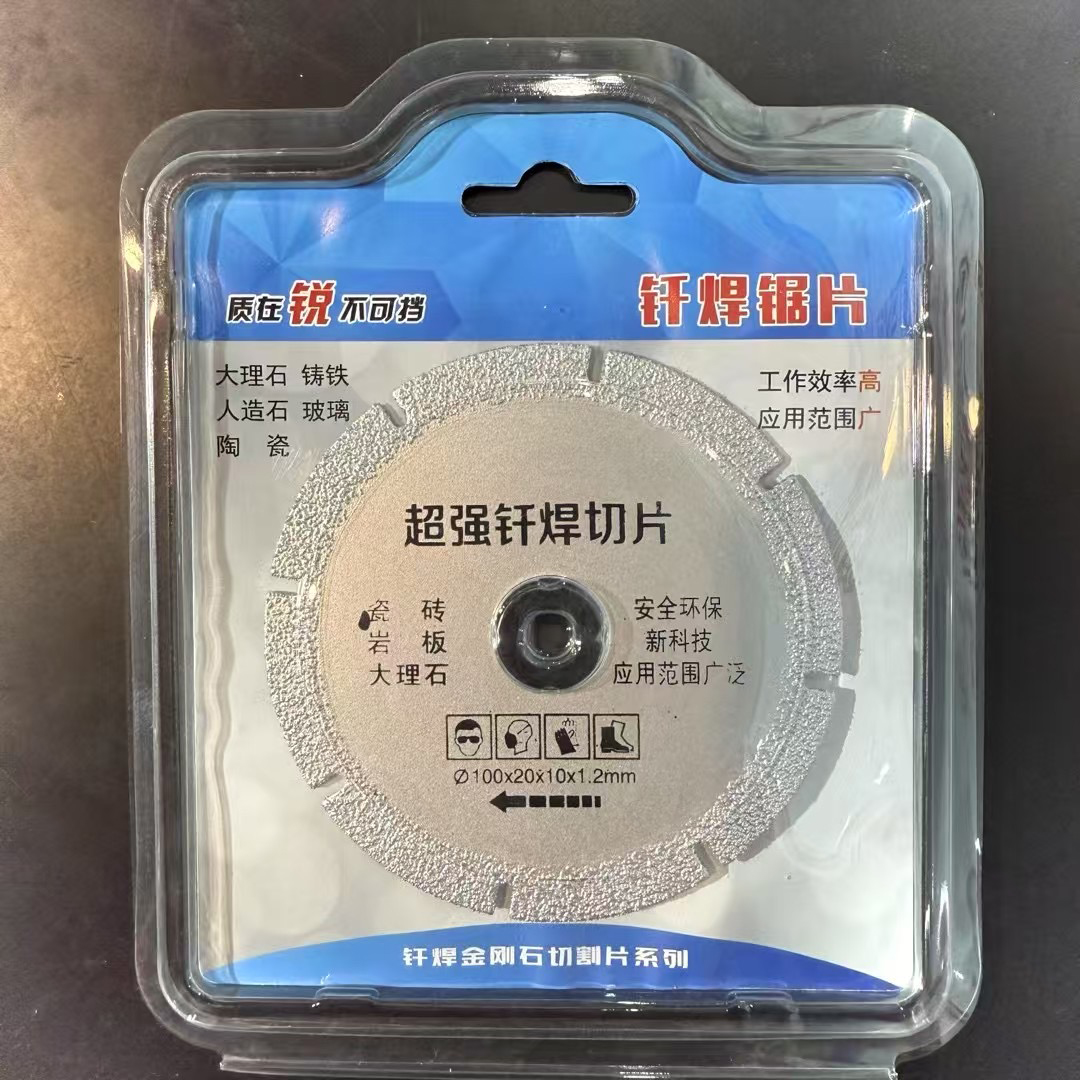 质在锐不可挡
钎焊锯片
大理石 铸铁
人造石 玻璃
陶 瓷
工作效率高
应用范围广
超强钎焊切片
瓷 砖
岩 板
大理石
安全环保
新科技
应用范围广泛
∅100x20x10x1.2mm
钎焊金刚石切割片系列